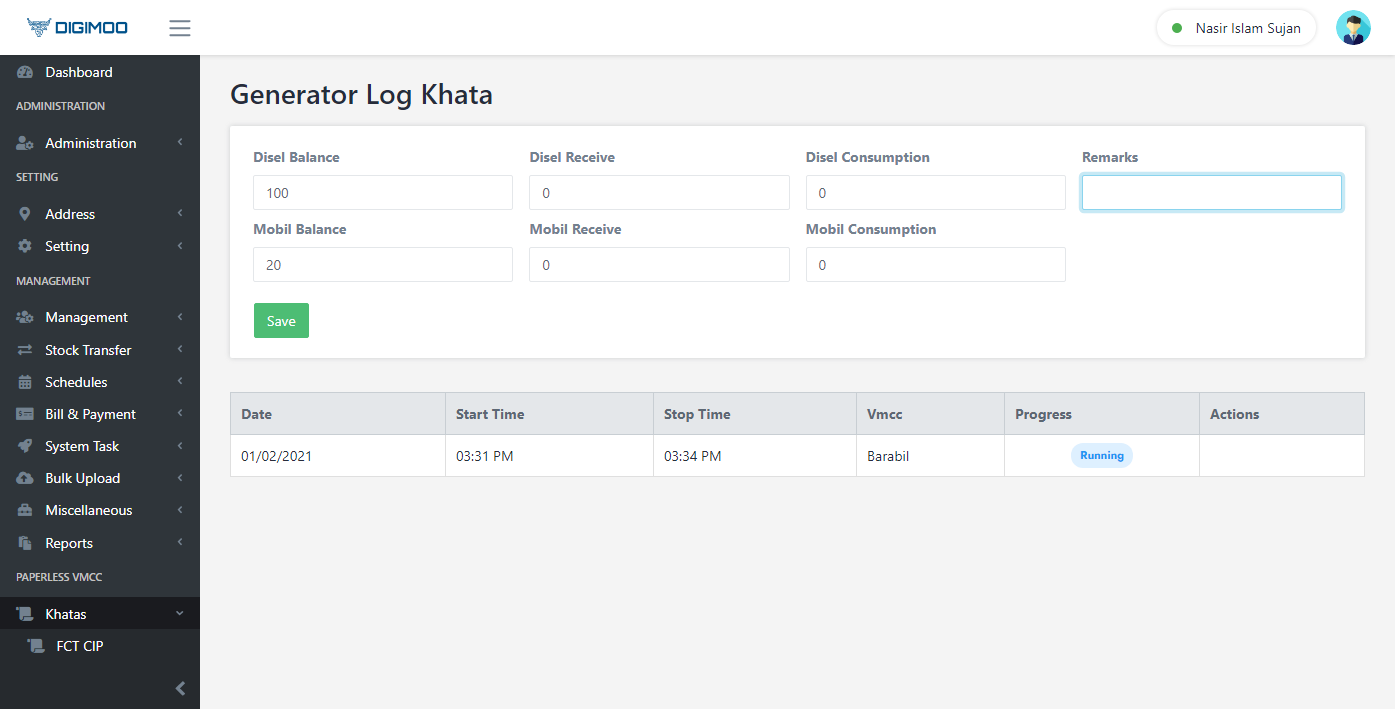 DIGIMOO
Nasir Islam Sujan
Dashboard
ADMINISTRATION
Administration
SETTING
Address
Setting
MANAGEMENT
Management
Stock Transfer
Schedules
Bill & Payment
System Task
Bulk Upload
Miscellaneous
Reports
PAPERLESS VMCC
Khatas
FCT CIP
Generator Log Khata
Disel Balance Disel Receive Disel Consumption Remarks
100 0 0
Mobil Balance Mobil Receive Mobil Consumption
20 0 0
Save
Date Start Time Stop Time Vmcc Progress Actions
01/02/2021 03:31 PM 03:34 PM Barabil Running